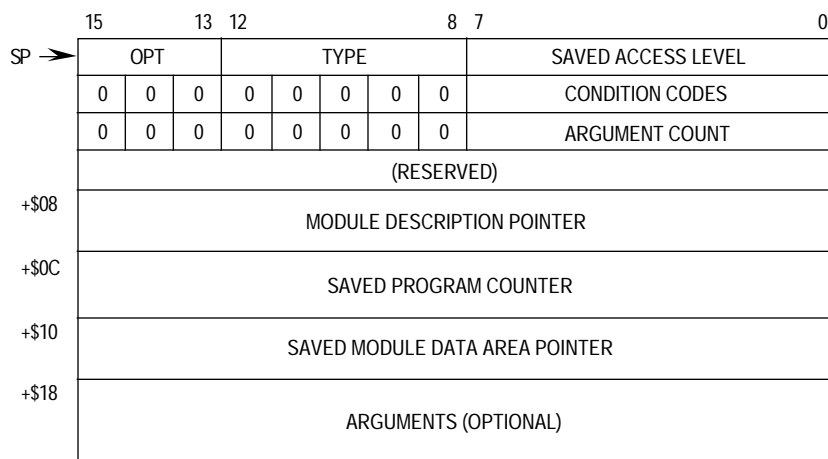 15 13 12 8 7 0
SP OPT TYPE SAVED ACCESS LEVEL
0 0 0 0 0 0 0 0 CONDITION CODES
0 0 0 0 0 0 0 0 ARGUMENT COUNT
(RESERVED)
+$08
MODULE DESCRIPTION POINTER
+$0C
SAVED PROGRAM COUNTER
+$10
SAVED MODULE DATA AREA POINTER
+$18
ARGUMENTS (OPTIONAL)